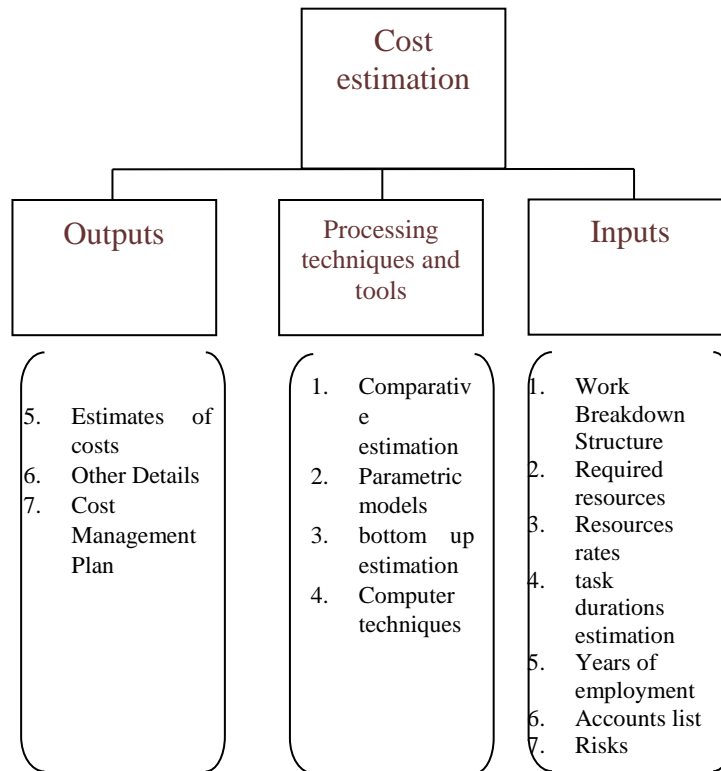 Cost
estimation
Outputs
Processing
techniques and
tools
Inputs
5. Estimates of
costs
6. Other Details
7. Cost
Management
Plan
1. Comparativ
e
estimation
2. Parametric
models
3. bottom up
estimation
4. Computer
techniques
1. Work
Breakdown
Structure
2. Required
resources
3. Resources
rates
4. task
durations
estimation
5. Years of
employment
6. Accounts list
7. Risks